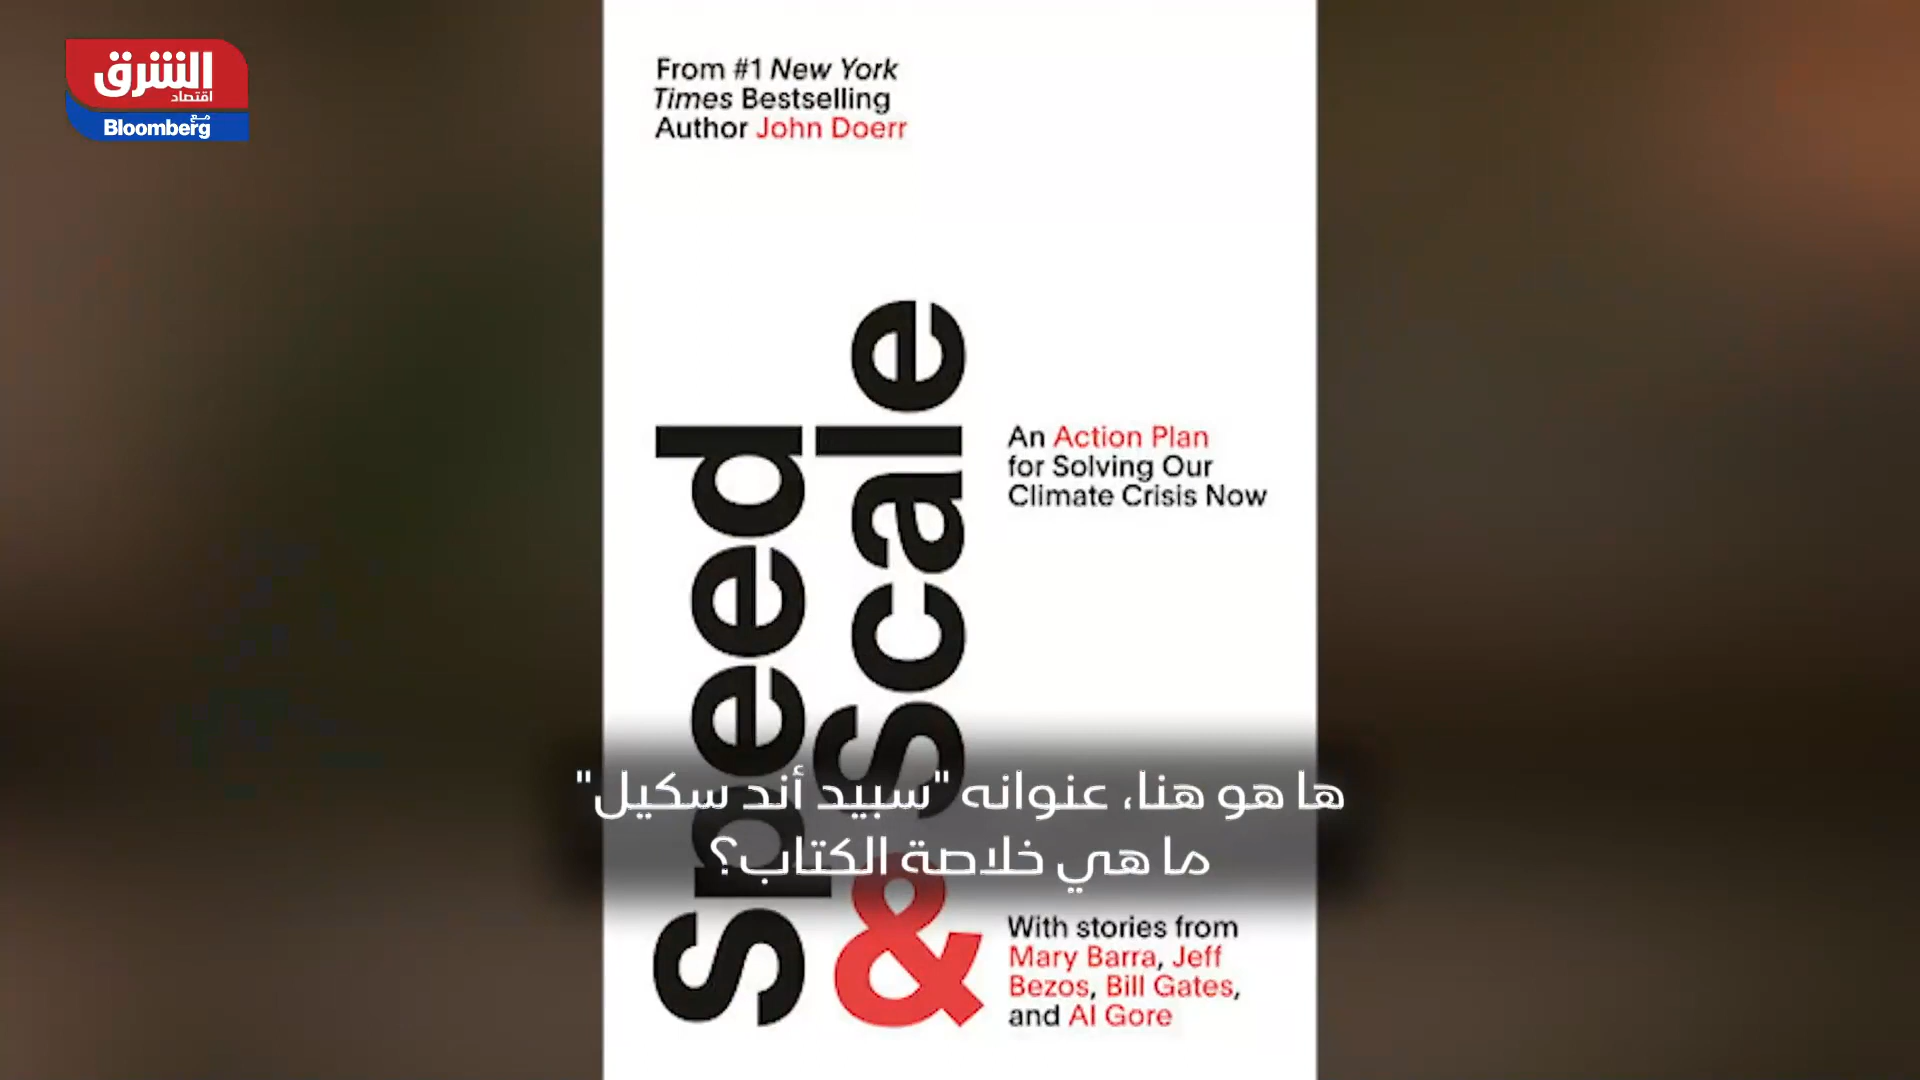 الشرق
اقتصاد
مع
Bloomberg
From #1 New York
Times Bestselling
Author John Doerr
Speed
& Scale
An Action Plan
for Solving Our
Climate Crisis Now
ها هو هنا، عنوانه "سبيد أند سكيل"
ما هي خلاصة الكتاب؟
With stories from
Mary Barra, Jeff
Bezos, Bill Gates,
and Al Gore